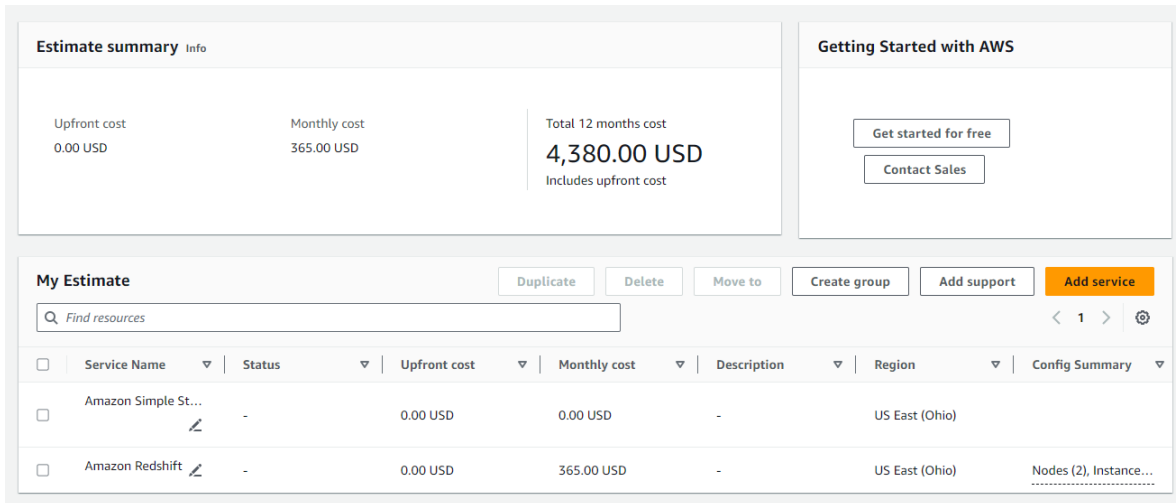 Estimate summary Info
Getting Started with AWS
Upfront cost
0.00 USD
Monthly cost
365.00 USD
Total 12 months cost
4,380.00 USD
Includes upfront cost
Get started for free
Contact Sales
My Estimate
Duplicate Delete Move to Create group Add support Add service
Find resources
1
Service Name Status Upfront cost Monthly cost Description Region Config Summary
Amazon Simple St... - 0.00 USD 0.00 USD - US East (Ohio)
Amazon Redshift - 0.00 USD 365.00 USD - US East (Ohio) Nodes (2), Instance...